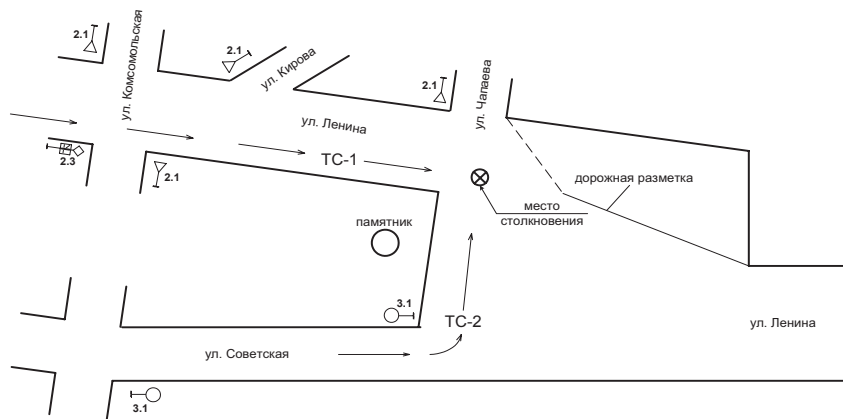 2.1
ул. Комсомольская
2.1
ул. Кирова
2.1
ул. Чапаева
ул. Ленина
2.3
2.1
ТС-1
дорожная разметка
место
столкновения
памятник
3.1
ТС-2
ул. Ленина
ул. Советская
3.1